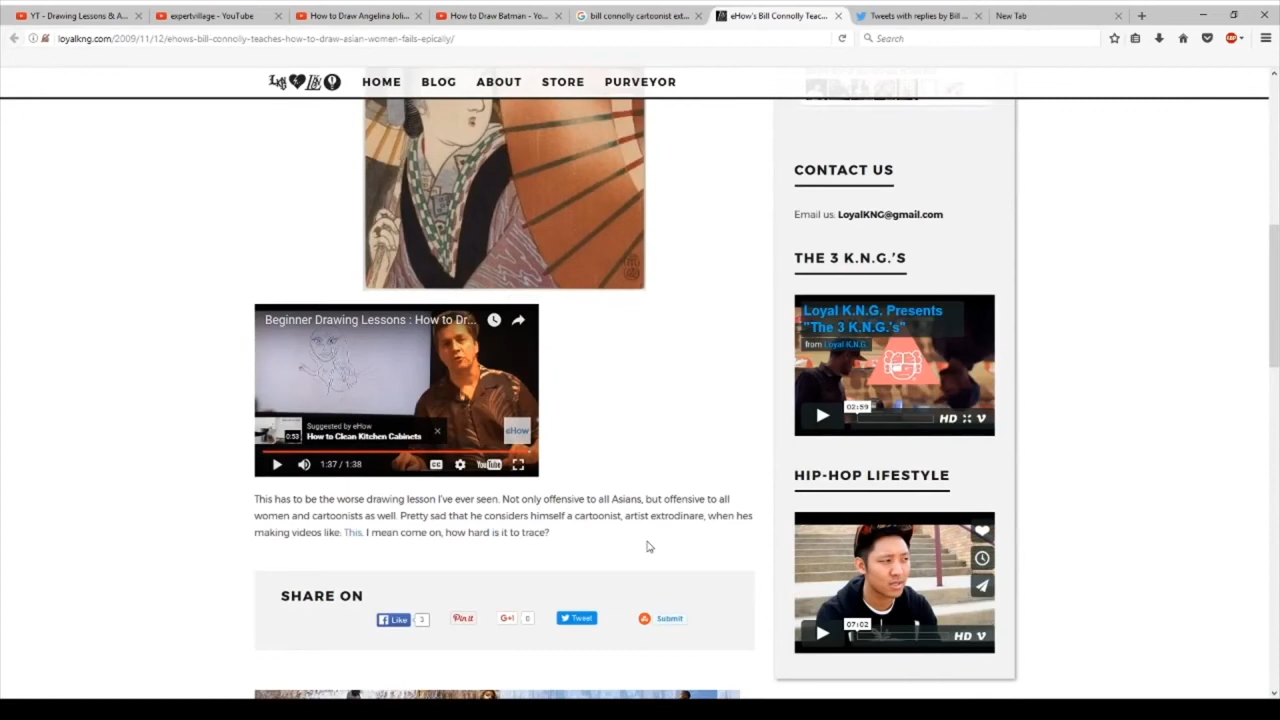 YT - Drawing Lessons & A...
expertvillage - YouTube
How to Draw Angelina Joli...
How to Draw Batman - Yo...
bill connolly cartoonist ext...
eHow's Bill Connolly Teac...
Tweets with replies by Bill ...
New Tab
loyalkng.com/2009/11/12/ehows-bill-connolly-teaches-how-to-draw-asian-women-fails-epically/
Search
HOME BLOG ABOUT STORE PURVEYOR
Beginner Drawing Lessons : How to Dr...
Suggested by eHow
0:53
How to Clean Kitchen Cabinets
eHow
1:37 / 1:38
CC
YouTube
This has to be the worse drawing lesson I've ever seen. Not only offensive to all Asians, but offensive to all
women and cartoonists as well. Pretty sad that he considers himself a cartoonist, artist extrodinare, when hes
making videos like: This. I mean come on, how hard is it to trace?
SHARE ON
Like 3
Pin it
G+1 0
Tweet
Submit
CONTACT US
Email us: LoyalKNG@gmail.com
THE 3 K.N.G.'S
Loyal K.N.G. Presents
"The 3 K.N.G.'s"
from Loyal K.N.G.
02:59
HD
HIP-HOP LIFESTYLE
07:02
HD